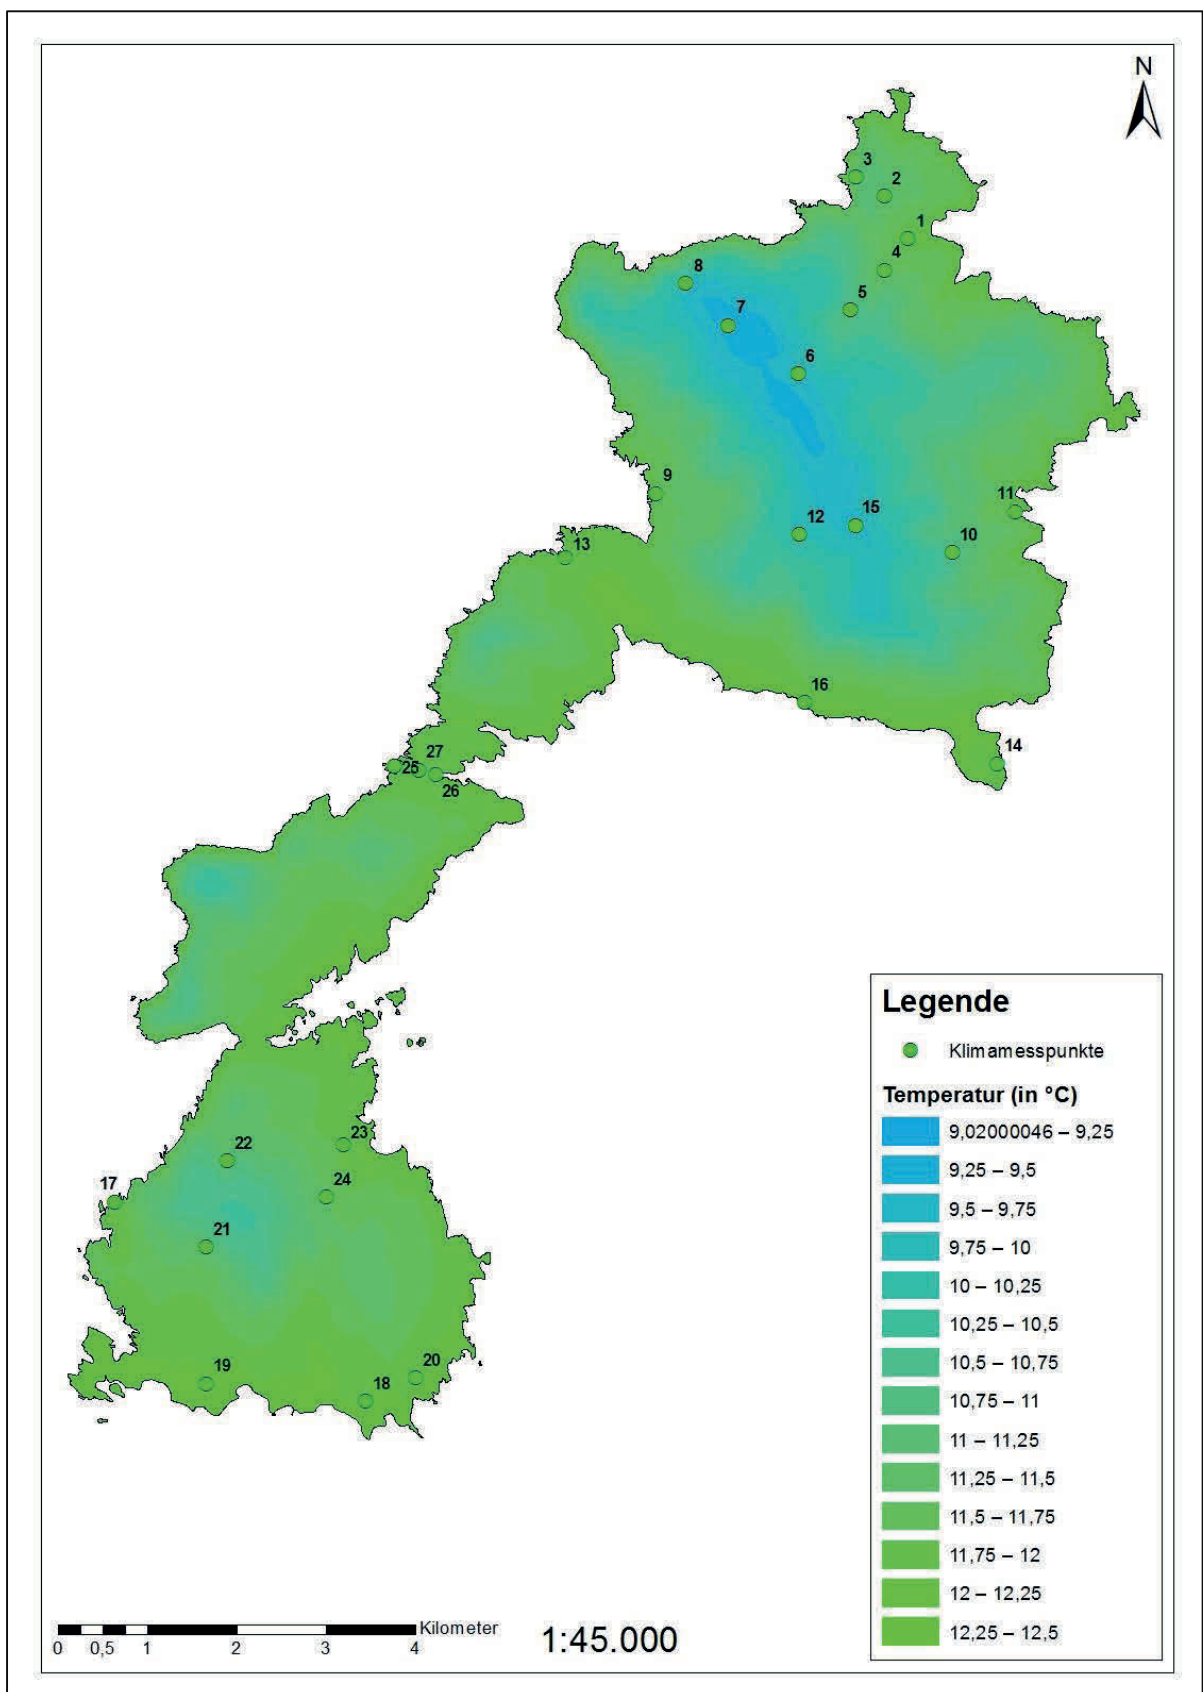 N
3
2
1
4
8
5
7
6
9
11
15
12
10
13
16
14
27
25
26
23
22
24
17
21
20
19
18
Legende
Klimamesspunkte
Temperatur (in °C)
9,02000046 – 9,25
9,25 – 9,5
9,5 – 9,75
9,75 – 10
10 – 10,25
10,25 – 10,5
10,5 – 10,75
10,75 – 11
11 – 11,25
11,25 – 11,5
11,5 – 11,75
11,75 – 12
12 – 12,25
12,25 – 12,5
Kilometer
0 0,5 1 2 3 4
1:45.000